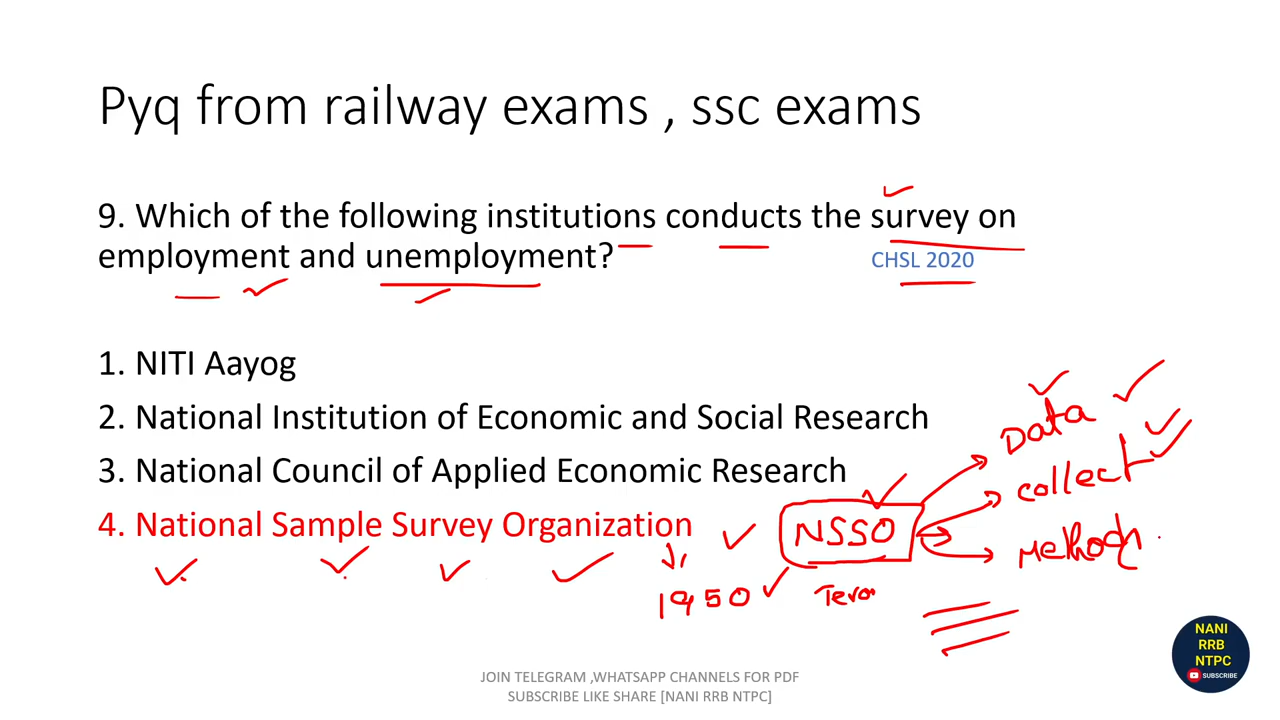 Pyq from railway exams , ssc exams
9. Which of the following institutions conducts the survey on
employment and unemployment?
CHSL 2020
1. NITI Aayog
2. National Institution of Economic and Social Research
3. National Council of Applied Economic Research
4. National Sample Survey Organization
NSSO
Data
collect
1950
NANI
RRB
NTPC
SUBSCRIBE
JOIN TELEGRAM ,WHATSAPP CHANNELS FOR PDF
SUBSCRIBE LIKE SHARE [NANI RRB NTPC]